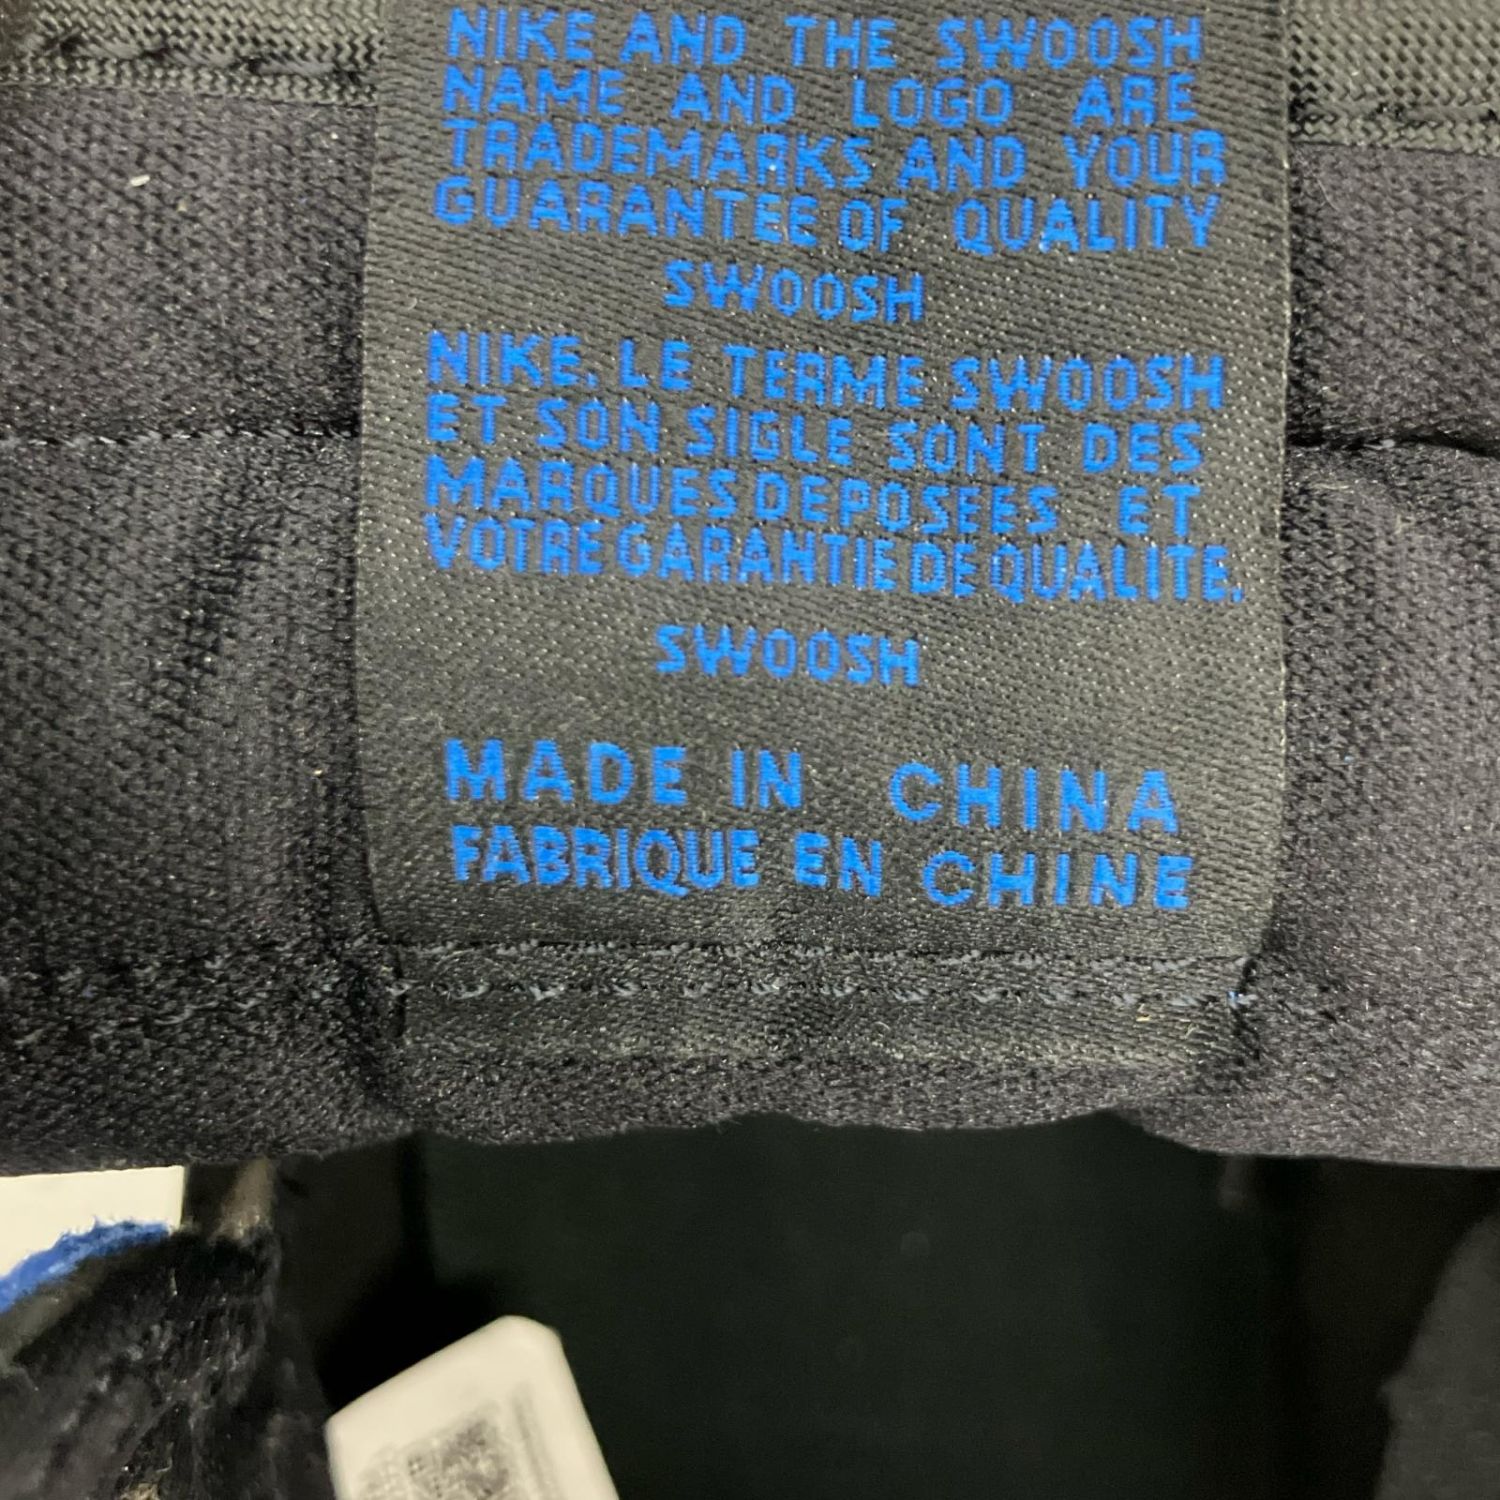 NIKE AND THE SWOOSH
NAME AND LOGO ARE
TRADEMARKS AND YOUR
GUARANTEE OF QUALITY
SWOOSH
NIKE, LE TERME SWOOSH
ET SON SIGLE SONT DES
MARQUES DEPOSEES ET
VOTRE GARANTIE DE QUALITE.
SWOOSH
MADE IN CHINA
FABRIQUE EN CHINE